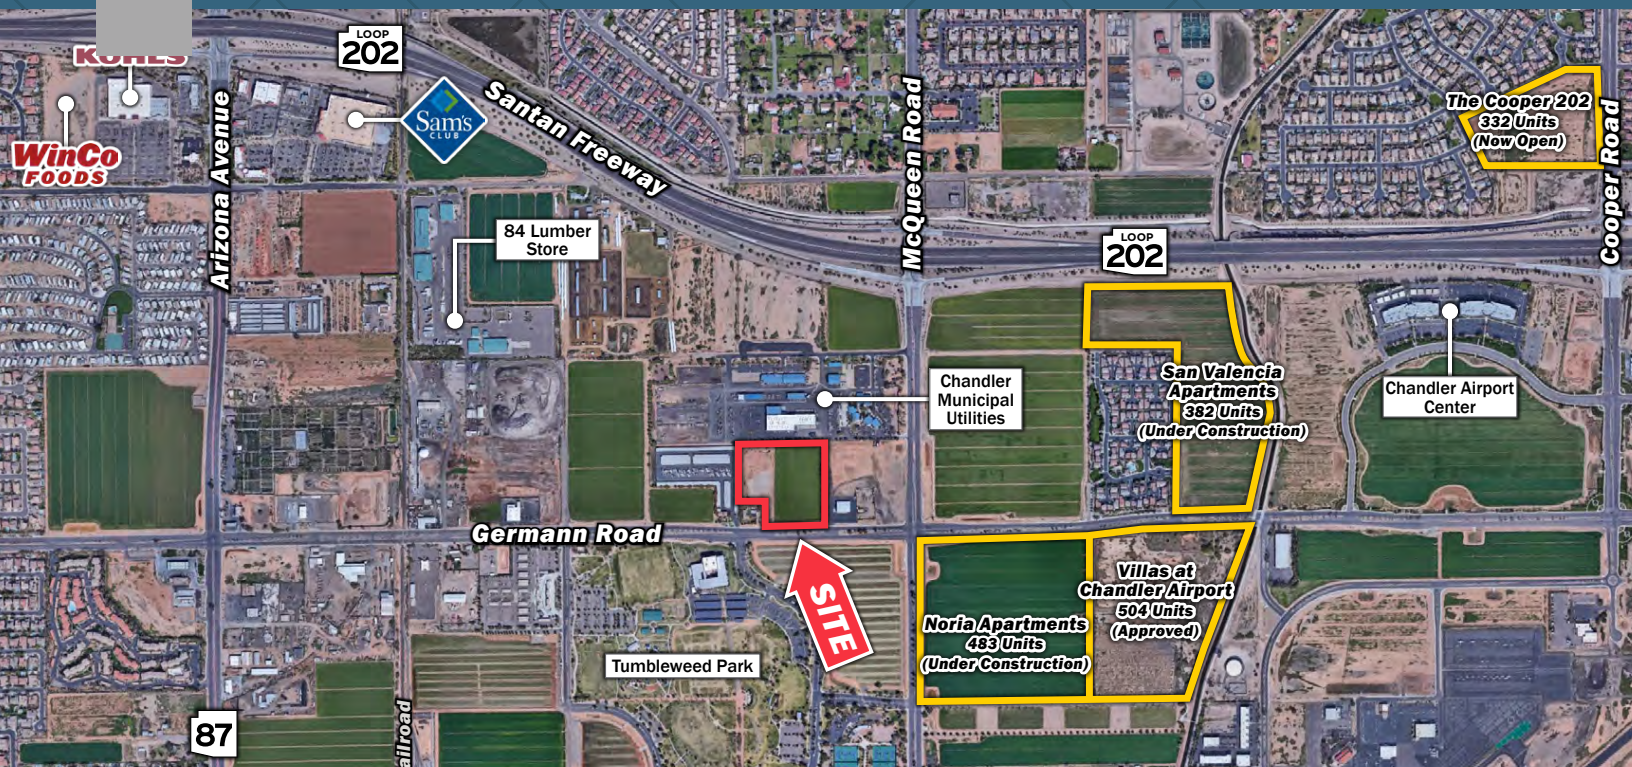 LOOP
202
KOHL'S
WinCo
FOODS
Arizona Avenue
Sam's
CLUB
Santan Freeway
McQueen Road
The Cooper 202
332 Units
(Now Open)
Cooper Road
84 Lumber
Store
LOOP
202
Chandler
Municipal
Utilities
San Valencia
Apartments
382 Units
(Under Construction)
Chandler Airport
Center
Germann Road
SITE
Tumbleweed Park
Noria Apartments
483 Units
(Under Construction)
Villas at
Chandler Airport
504 Units
(Approved)
87
ailroad